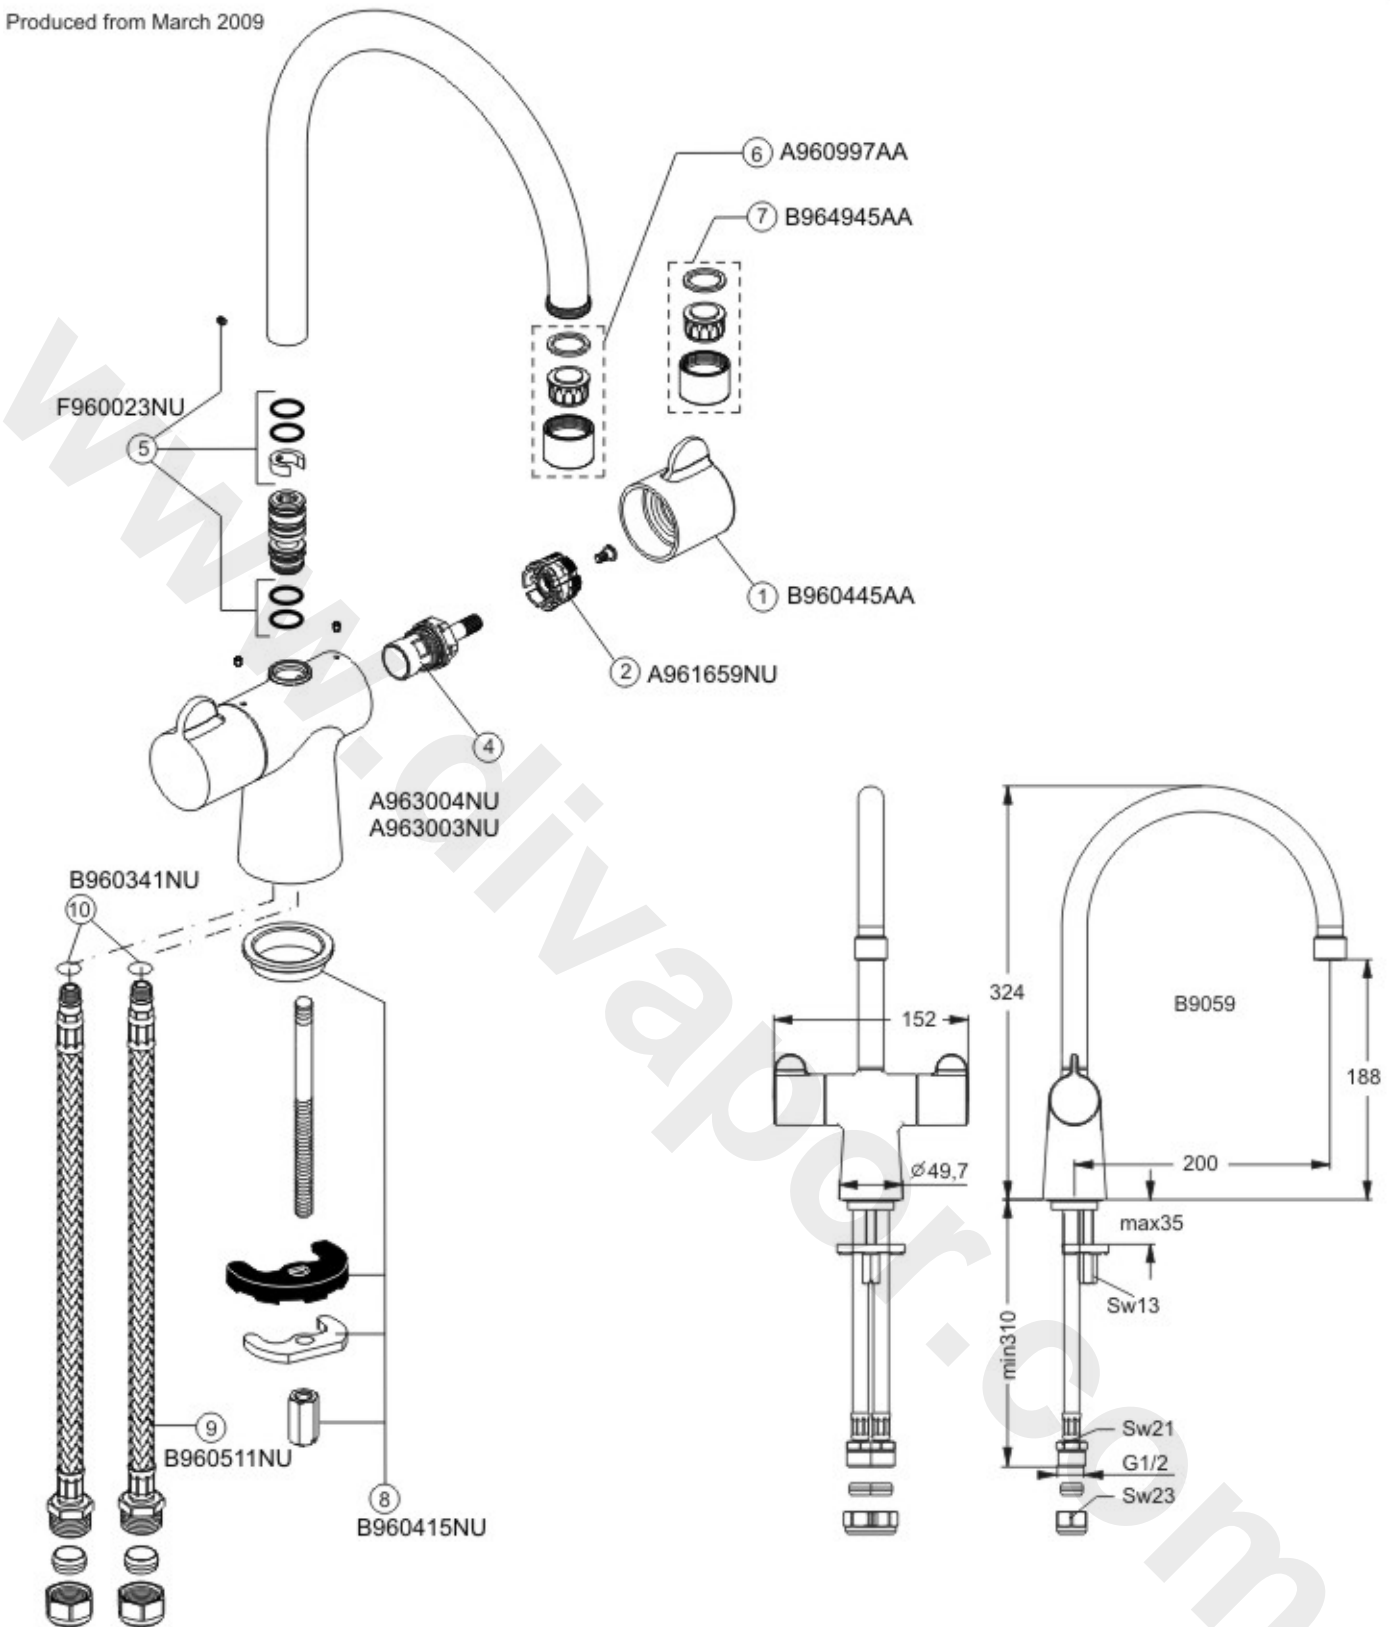 Produced from March 2009
6 A960997AA
7 B964945AA
F960023NU
5
1 B960445AA
2 A961659NU
4
A963004NU
A963003NU
B960341NU
10
9
B960511NU
8
B960415NU
324
152
B9059
188
200
Ø49,7
max35
Sw13
min310
Sw21
G1/2
Sw23
www.divapor.com